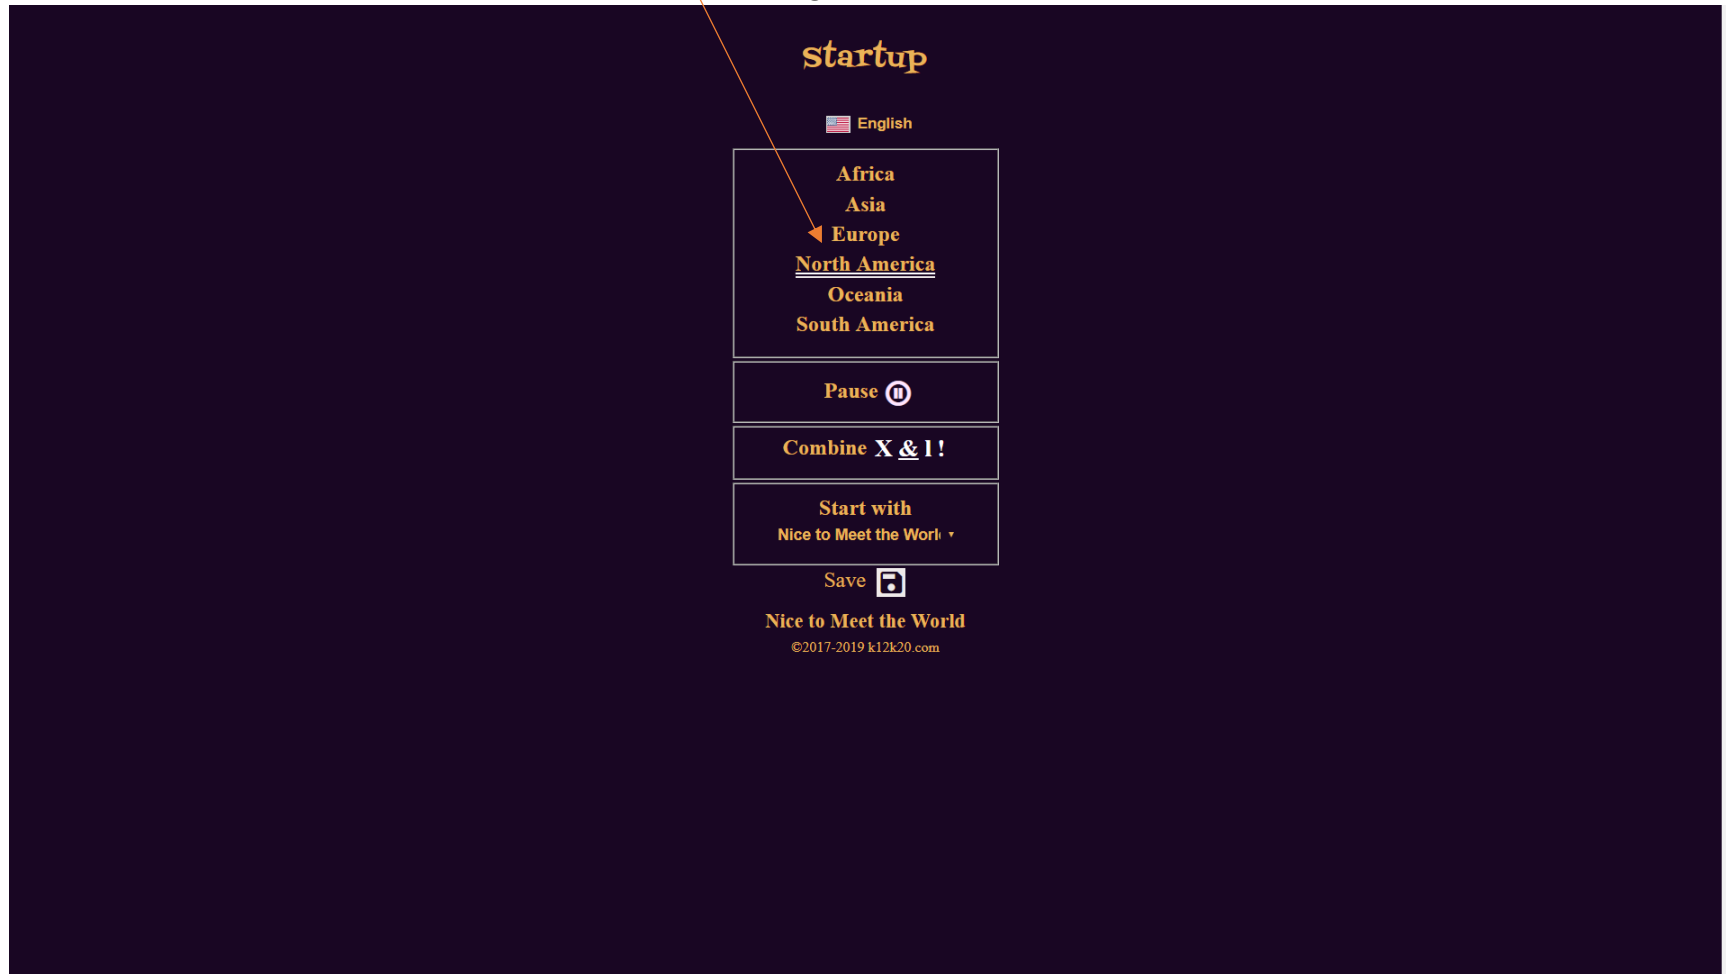 startup
English
Africa
Asia
Europe
North America
Oceania
South America
Pause
Combine X & l !
Start with
Nice to Meet the Worl
Save
Nice to Meet the World
©2017-2019 k12k20.com